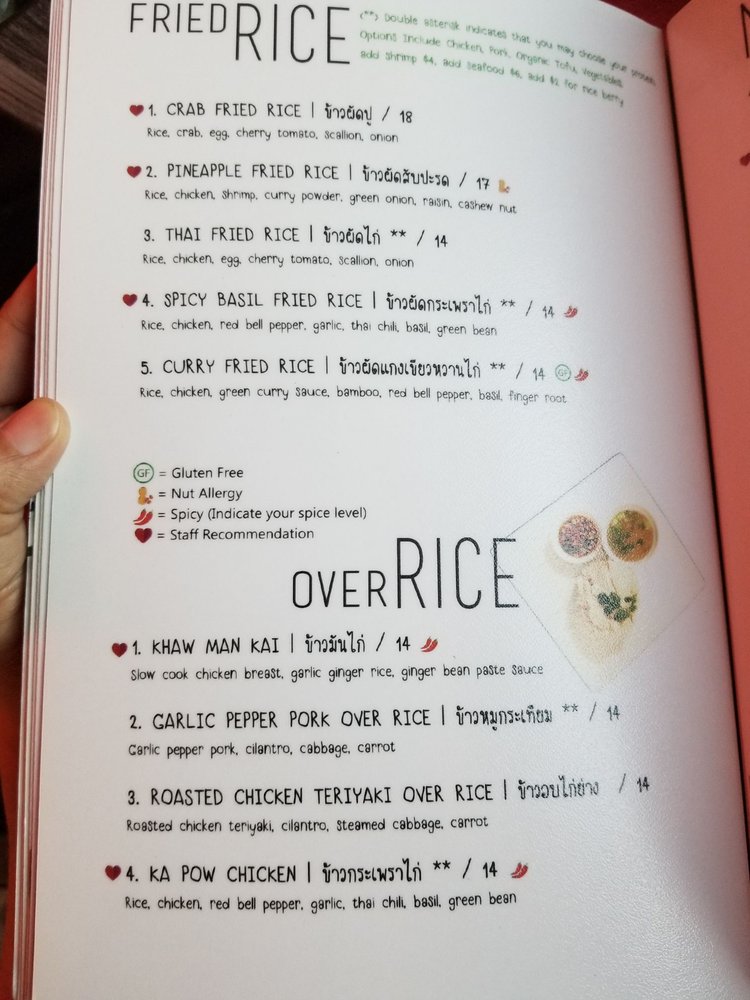 FRIED RICE
(**) Double asterisk indicates that you may choose your protein.
Options Include Chicken, Pork, Organic Tofu, Vegetables
add Shrimp $4, add Seafood $6, add $2 for rice berry
1. CRAB FRIED RICE | ข้าวผัดปู / 18
Rice, crab, egg, cherry tomato, scallion, onion
2. PINEAPPLE FRIED RICE | ข้าวผัดสับปะรด / 17
Rice, chicken, shrimp, curry powder, green onion, raisin, cashew nut
3. THAI FRIED RICE | ข้าวผัดไก่ ** / 14
Rice, chicken, egg, cherry tomato, scallion, onion
4. SPICY BASIL FRIED RICE | ข้าวผัดกระเพราไก่ ** / 14
Rice, chicken, red bell pepper, garlic, thai chili, basil, green bean
5. CURRY FRIED RICE | ข้าวผัดแกงเขียวหวานไก่ ** / 14 GF
Rice, chicken, green curry sauce, bamboo, red bell pepper, basil, finger root
GF = Gluten Free
= Nut Allergy
= Spicy (Indicate your spice level)
= Staff Recommendation
OVER RICE
1. KHAW MAN KAI | ข้าวมันไก่ / 14
Slow cook chicken breast, garlic ginger rice, ginger bean paste sauce
2. GARLIC PEPPER PORK OVER RICE | ข้าวหมูกระเทียม ** / 14
Garlic pepper pork, cilantro, cabbage, carrot
3. ROASTED CHICKEN TERIYAKI OVER RICE | ข้าวอบไก่ย่าง / 14
Roasted chicken teriyaki, cilantro, steamed cabbage, carrot
4. KA POW CHICKEN | ข้าวกระเพราไก่ ** / 14
Rice, chicken, red bell pepper, garlic, thai chili, basil, green bean